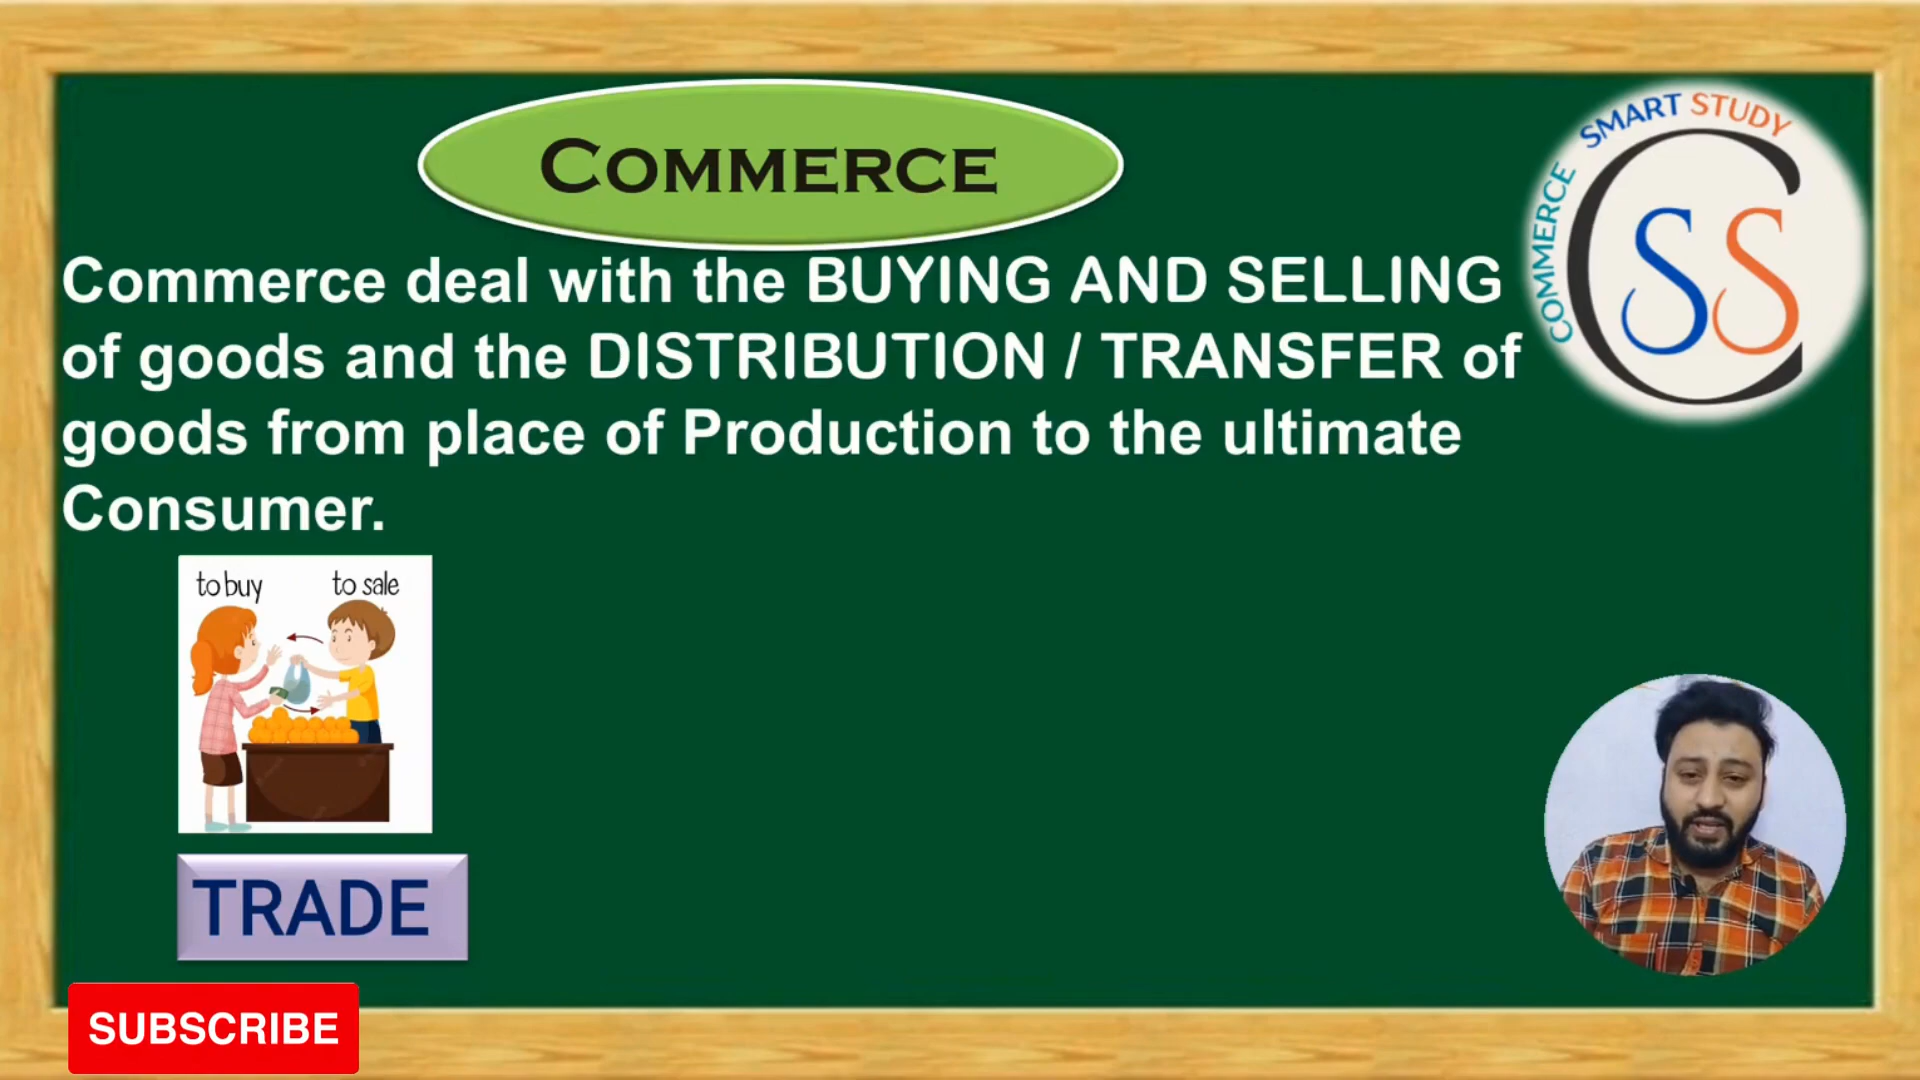 COMMERCE
COMMERCE SMART STUDY
CSS
Commerce deal with the BUYING AND SELLING
of goods and the DISTRIBUTION / TRANSFER of
goods from place of Production to the ultimate
Consumer.
to buy to sale
TRADE
SUBSCRIBE